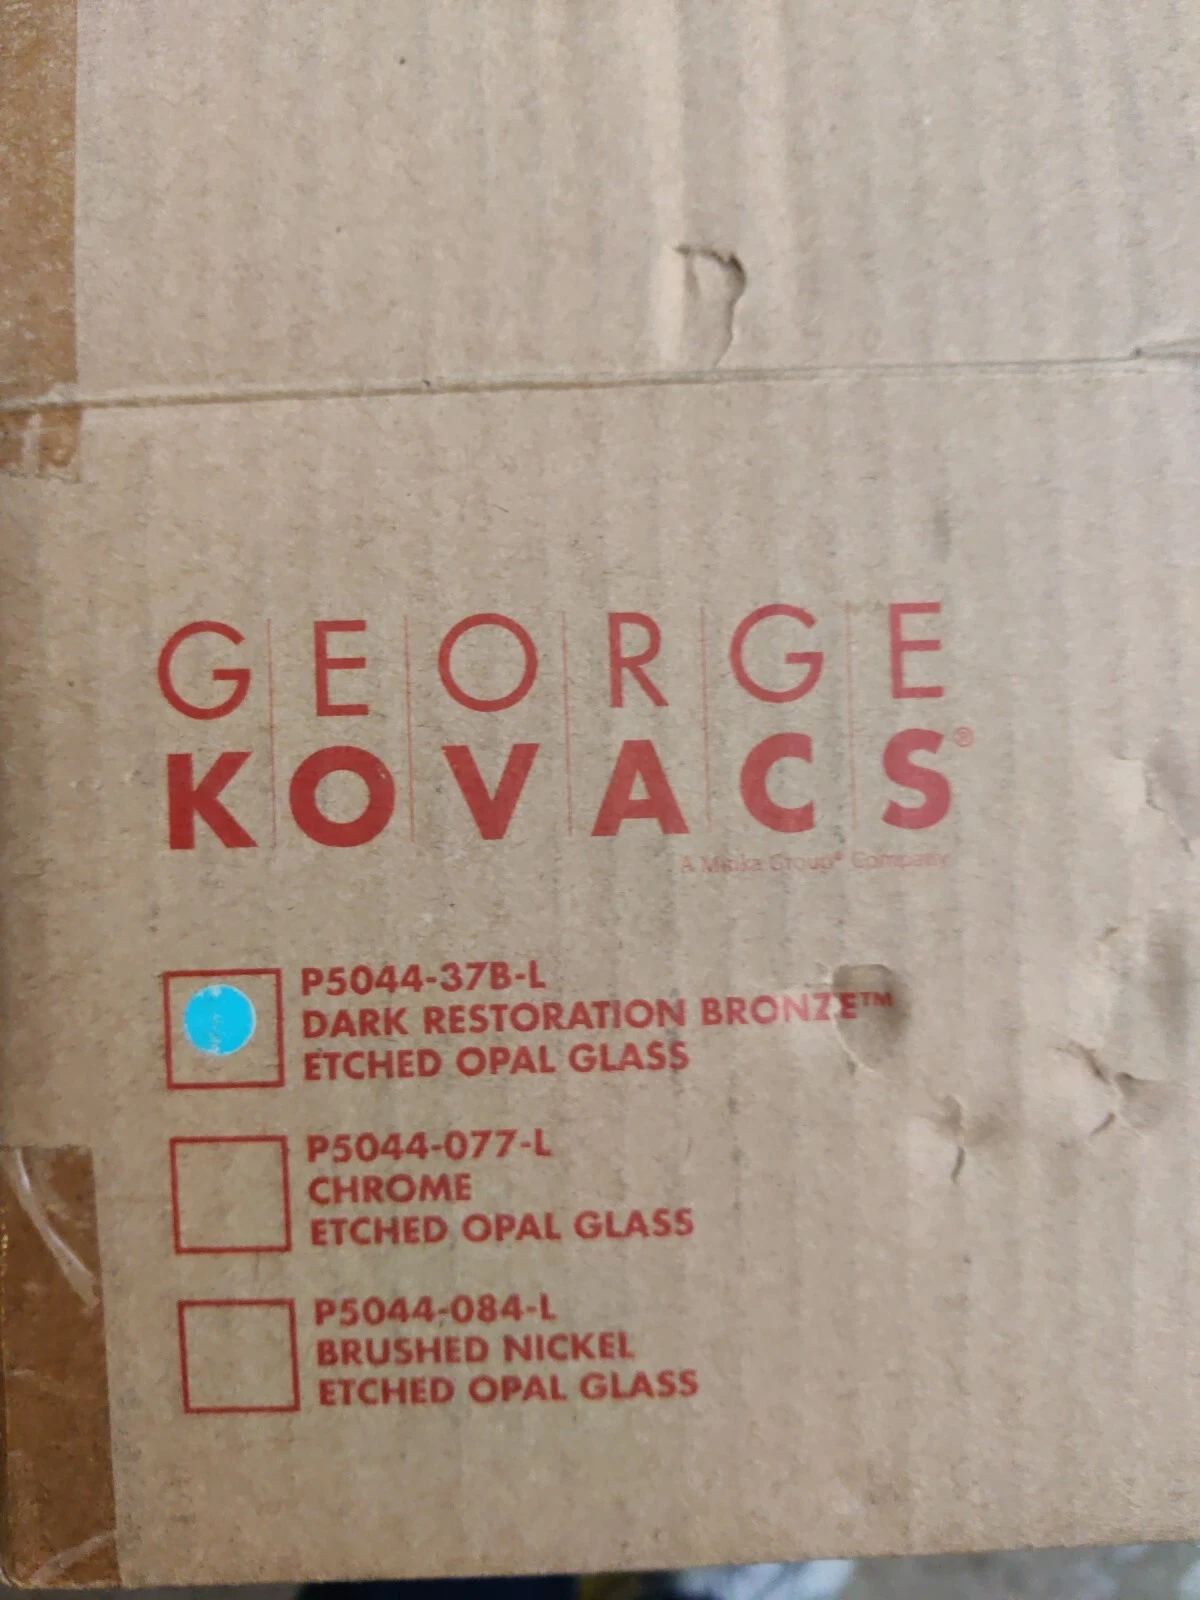 GEORGE
KOVACS®
A Minka Group® Company
P5044-37B-L
DARK RESTORATION BRONZE™
ETCHED OPAL GLASS
P5044-077-L
CHROME
ETCHED OPAL GLASS
P5044-084-L
BRUSHED NICKEL
ETCHED OPAL GLASS